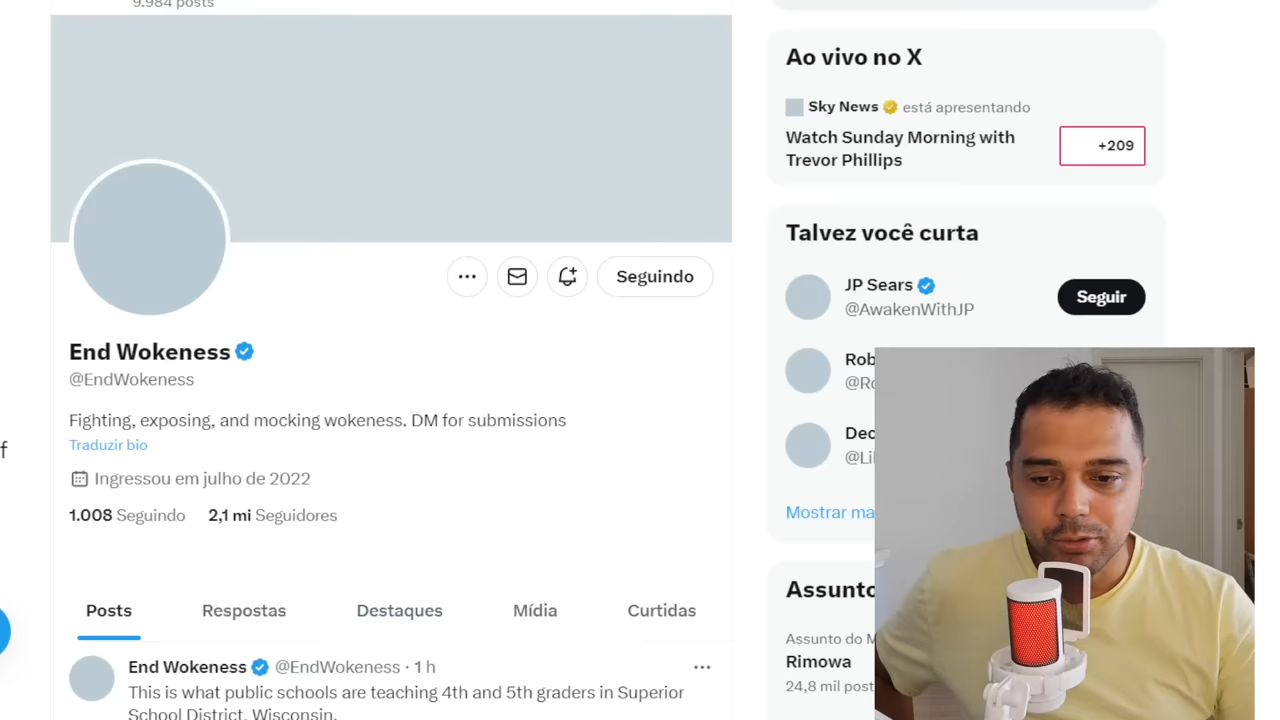 9.984 posts
Ao vivo no X
Sky News está apresentando
Watch Sunday Morning with
Trevor Phillips
+209
Talvez você curta
JP Sears
@AwakenWithJP
Seguir
Seguindo
End Wokeness
@EndWokeness
Fighting, exposing, and mocking wokeness. DM for submissions
Traduzir bio
Ingressou em julho de 2022
1.008 Seguindo 2,1 mi Seguidores
Mostrar ma
Posts Respostas Destaques Mídia Curtidas
Assunto
Assunto do M
Rimowa
24,8 mil post
End Wokeness @EndWokeness · 1 h
This is what public schools are teaching 4th and 5th graders in Superior
School District, Wisconsin.